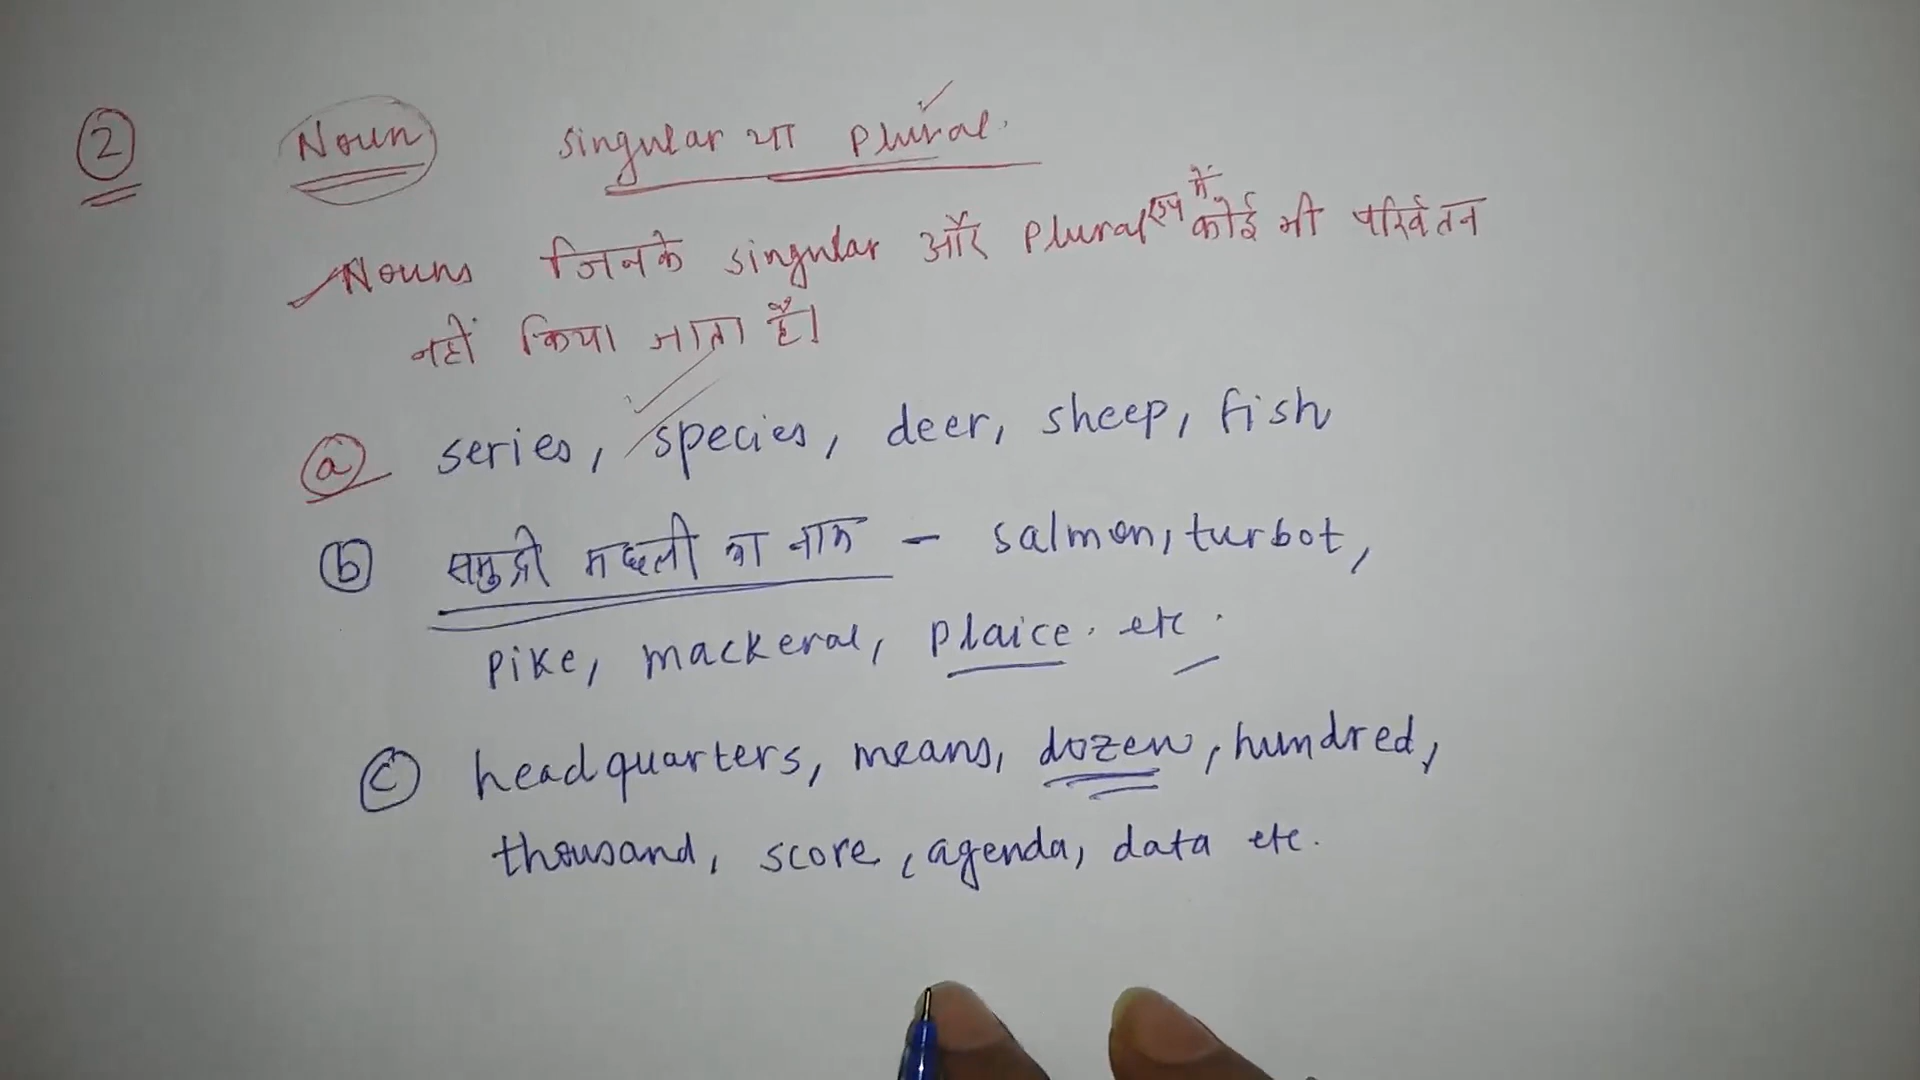 2 Noun singular या plural.
Nouns जिनके singular और plural रूप में कोई भी परिवर्तन
नहीं किया जाता है।
a series, species, deer, sheep, fish
b समुद्री मछली का नाम - salmon, turbot,
pike, mackeral, plaice. etc.
c headquarters, means, dozen, hundred,
thousand, score, agenda, data etc.